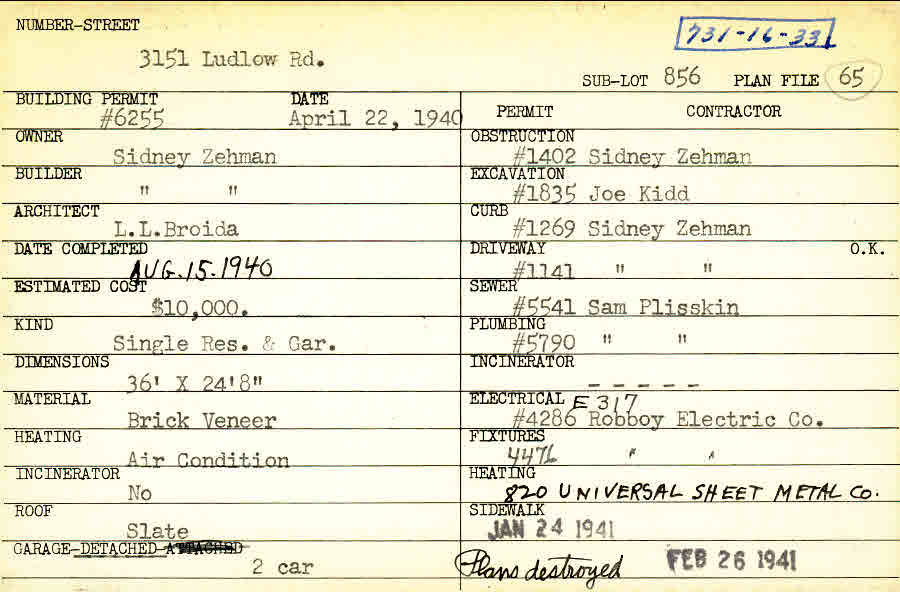 NUMBER-STREET
731-16-33
3151 Ludlow Rd.
SUB-LOT 856 PLAN FILE 65
BUILDING PERMIT DATE
#6255 April 22, 1940
OWNER
Sidney Zehman
BUILDER
" "
ARCHITECT
L.L.Broida
DATE COMPLETED
AUG.15.1940
ESTIMATED COST
$10,000.
KIND
Single Res. & Gar.
DIMENSIONS
36' X 24'8"
MATERIAL
Brick Veneer
HEATING
Air Condition
INCINERATOR
No
ROOF
Slate
GARAGE-DETACHED-ATTACHED
2 car
PERMIT CONTRACTOR
OBSTRUCTION
#1402 Sidney Zehman
EXCAVATION
#1835 Joe Kidd
CURB
#1269 Sidney Zehman
DRIVEWAY O.K.
#1141 " "
SEWER
#5541 Sam Plisskin
PLUMBING
#5790 " "
INCINERATOR
- - - - -
ELECTRICAL E 317
#4286 Robboy Electric Co.
FIXTURES
4476 " "
HEATING
820 UNIVERSAL SHEET METAL CO.
SIDEWALK
JAN 24 1941
Plans destroyed FEB 26 1941